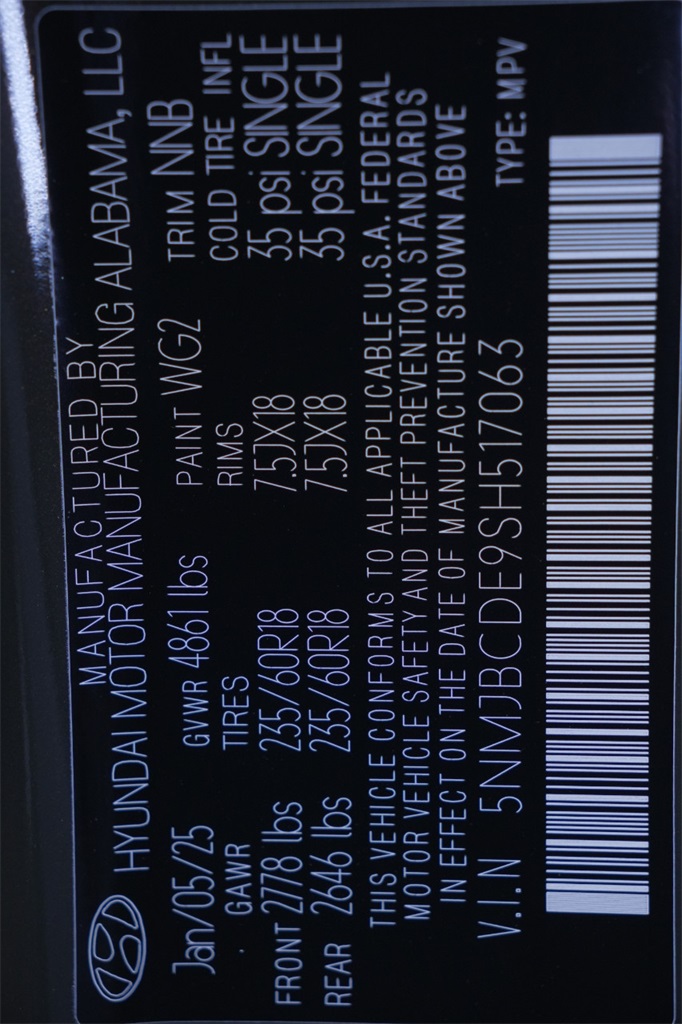 MANUFACTURED BY
HYUNDAI MOTOR MANUFACTURING ALABAMA, LLC
Jan/05/25 GVWR 4861 lbs PAINT WG2 TRIM NNB
GAWR TIRES RIMS COLD TIRE INFL
FRONT 2778 lbs 235/60R18 7.5JX18 35 psi SINGLE
REAR 2646 lbs 235/60R18 7.5JX18 35 psi SINGLE
THIS VEHICLE CONFORMS TO ALL APPLICABLE U.S.A. FEDERAL
MOTOR VEHICLE SAFETY AND THEFT PREVENTION STANDARDS
IN EFFECT ON THE DATE OF MANUFACTURE SHOWN ABOVE
V.I.N 5NMJBCDE9SH517063 TYPE: MPV